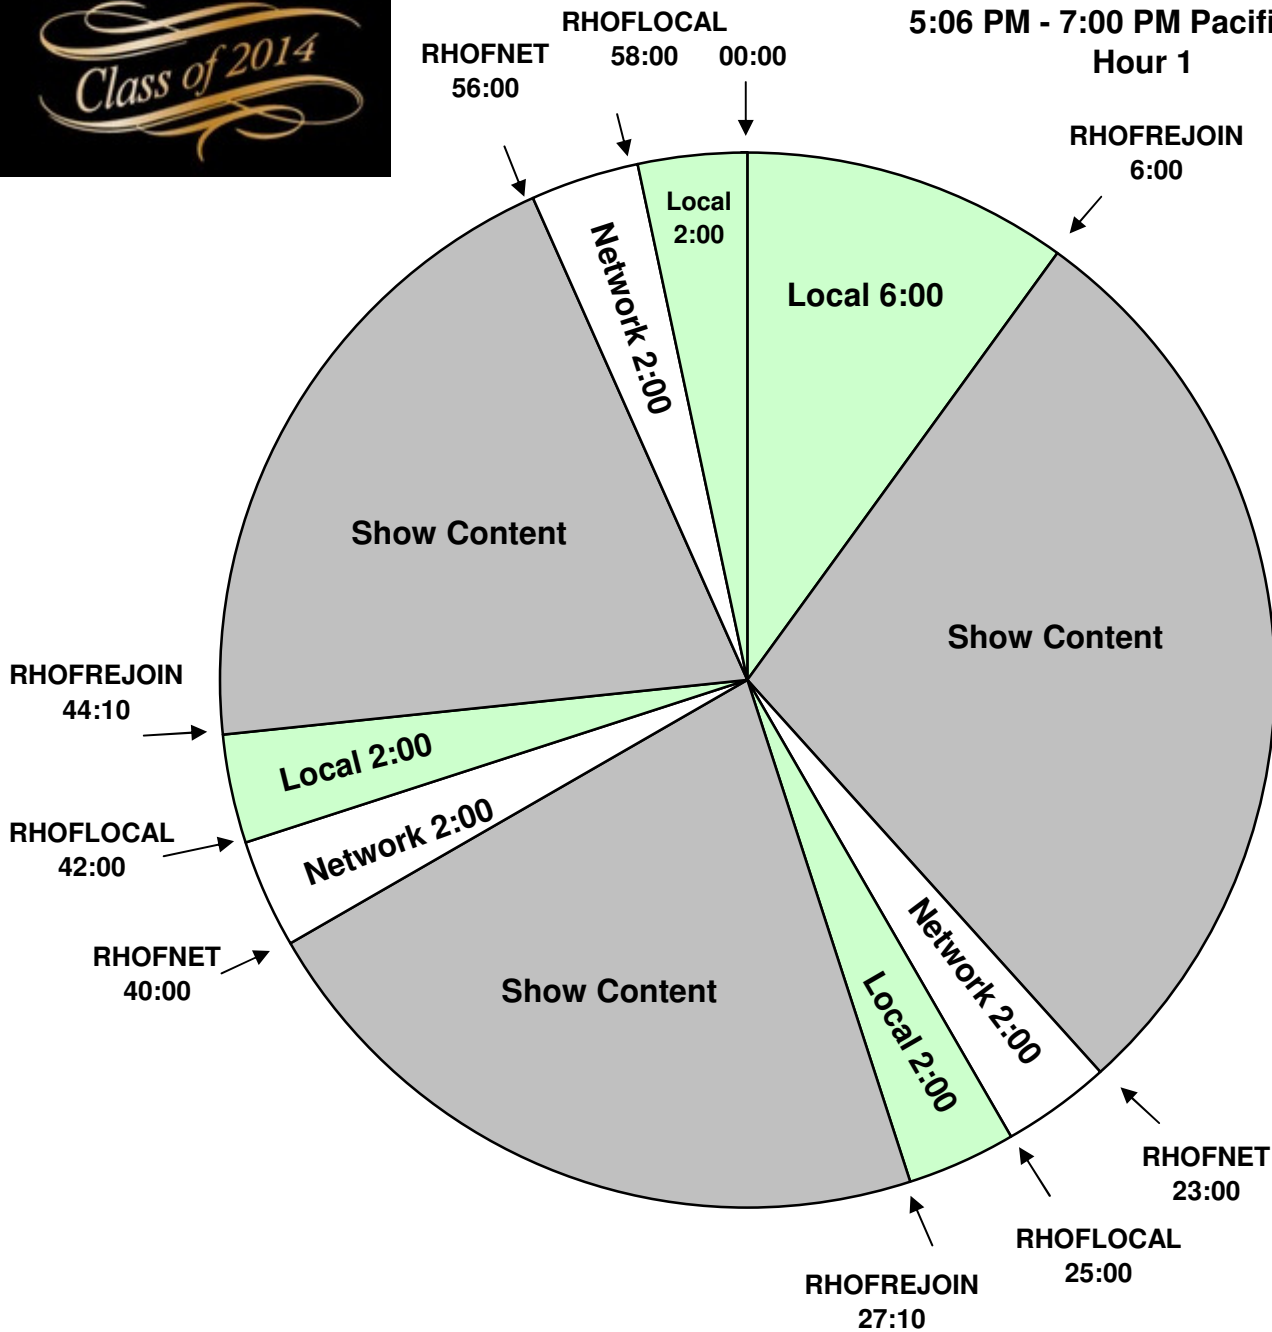 Class of 2014
5:06 PM - 7:00 PM Pacifi
Hour 1
RHOFNET
56:00
RHOFLOCAL
58:00
00:00
RHOFREJOIN
6:00
Local
2:00
Local 6:00
Network 2:00
Show Content
Show Content
RHOFREJOIN
44:10
Local 2:00
RHOFLOCAL
42:00
Network 2:00
RHOFNET
40:00
Show Content
Local 2:00
Network 2:00
RHOFNET
23:00
RHOFLOCAL
25:00
RHOFREJOIN
27:10